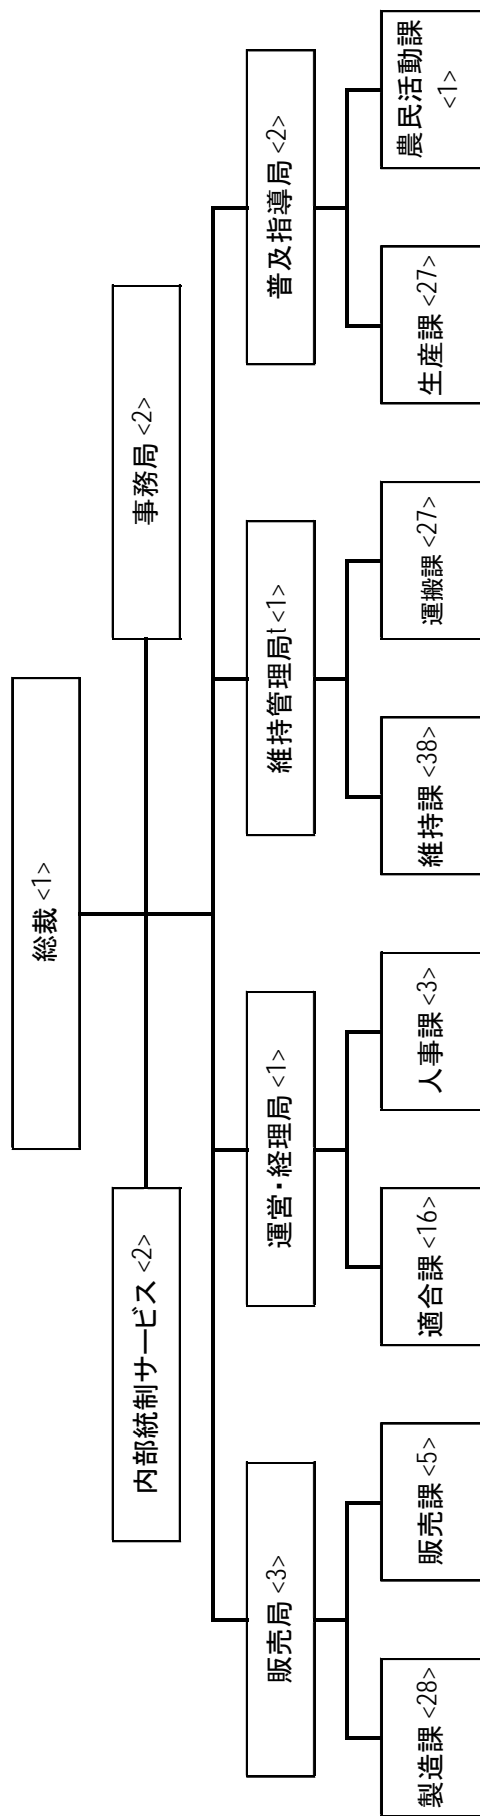 総裁 <1>
内部統制サービス <2>
事務局 <2>
販売局 <3>
運営・経理局 <1>
維持管理局t <1>
普及指導局 <2>
製造課 <28>
販売課 <5>
適合課 <16>
人事課 <3>
維持課 <38>
運搬課 <27>
生産課 <27>
農民活動課
<1>